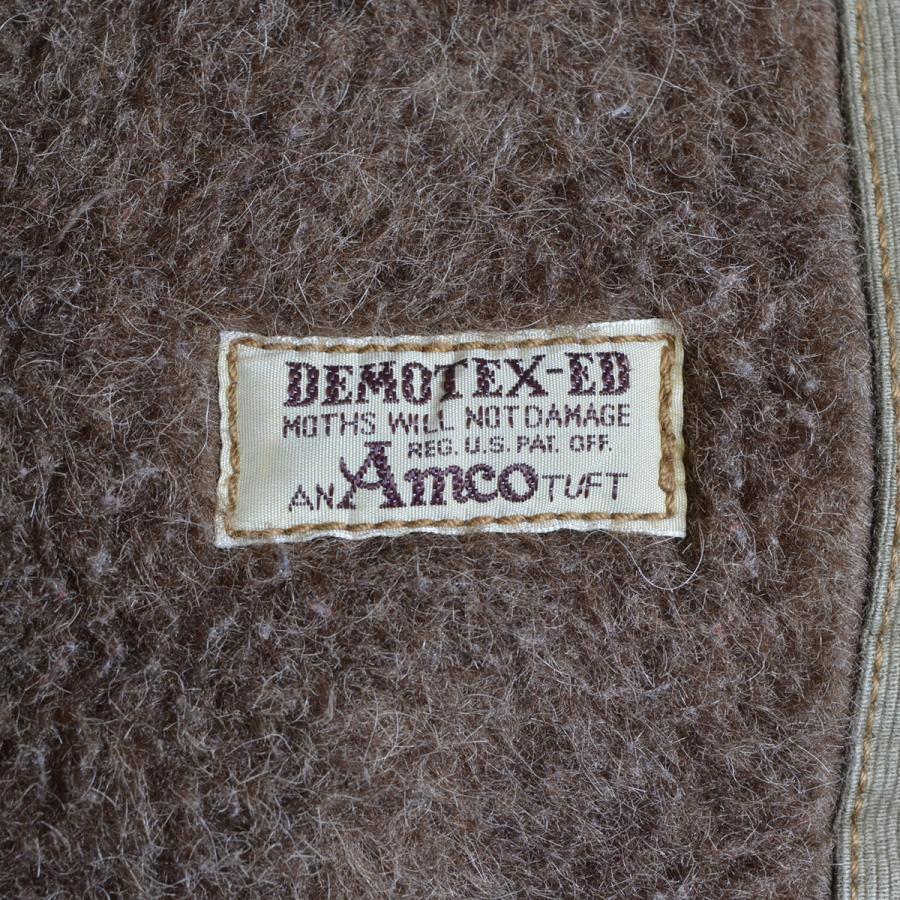 DEMOTEX-ED
MOTHS WILL NOT DAMAGE
REG. U.S. PAT. OFF.
AN Amco TUFT